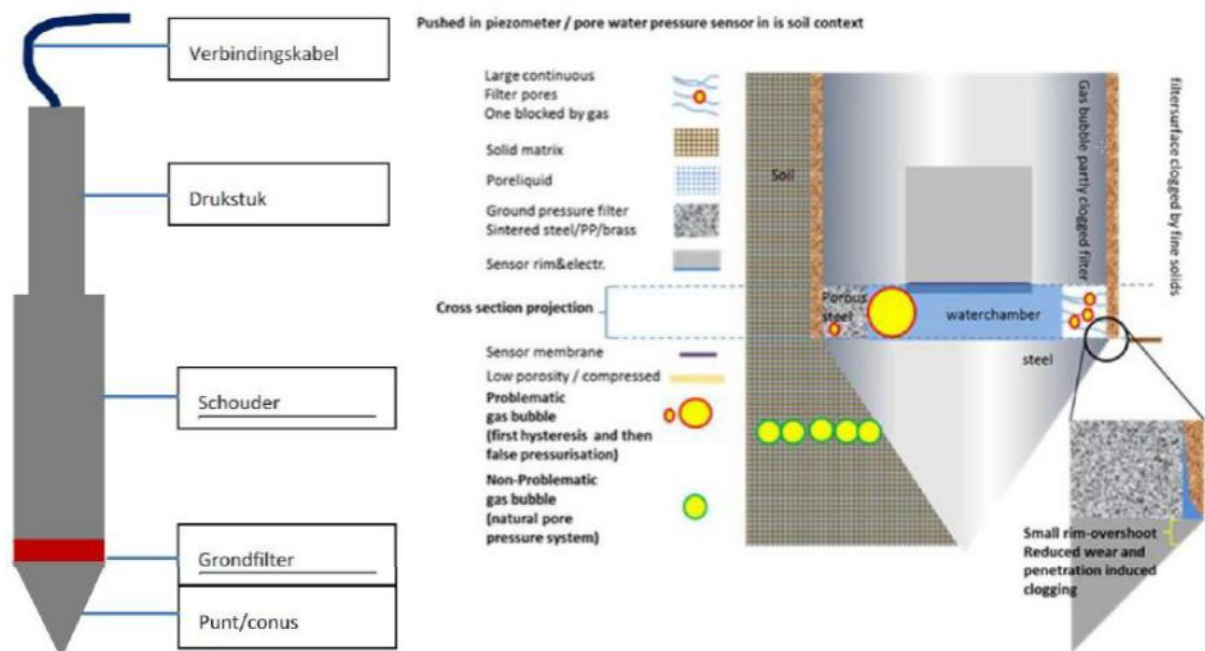 Verbindingskabel
Drukstuk
Schouder
Grondfilter
Punt/conus
Pushed in piezometer / pore water pressure sensor in is soil context
Large continuous
Filter pores
One blocked by gas
Solid matrix
Poreliquid
Ground pressure filter
Sintered steel/PP/brass
Sensor rim&electr.
Cross section projection
Sensor membrane
Low porosity / compressed
Problematic
gas bubble
(first hysteresis and then
false pressurisation)
Non-Problematic
gas bubble
(natural pore
pressure system)
Soil
Porous
steel
waterchamber
steel
Gas bubble partly clogged filter
filtersurface clogged by fine solids
Small rim-overshoot
Reduced wear and
penetration induced
clogging